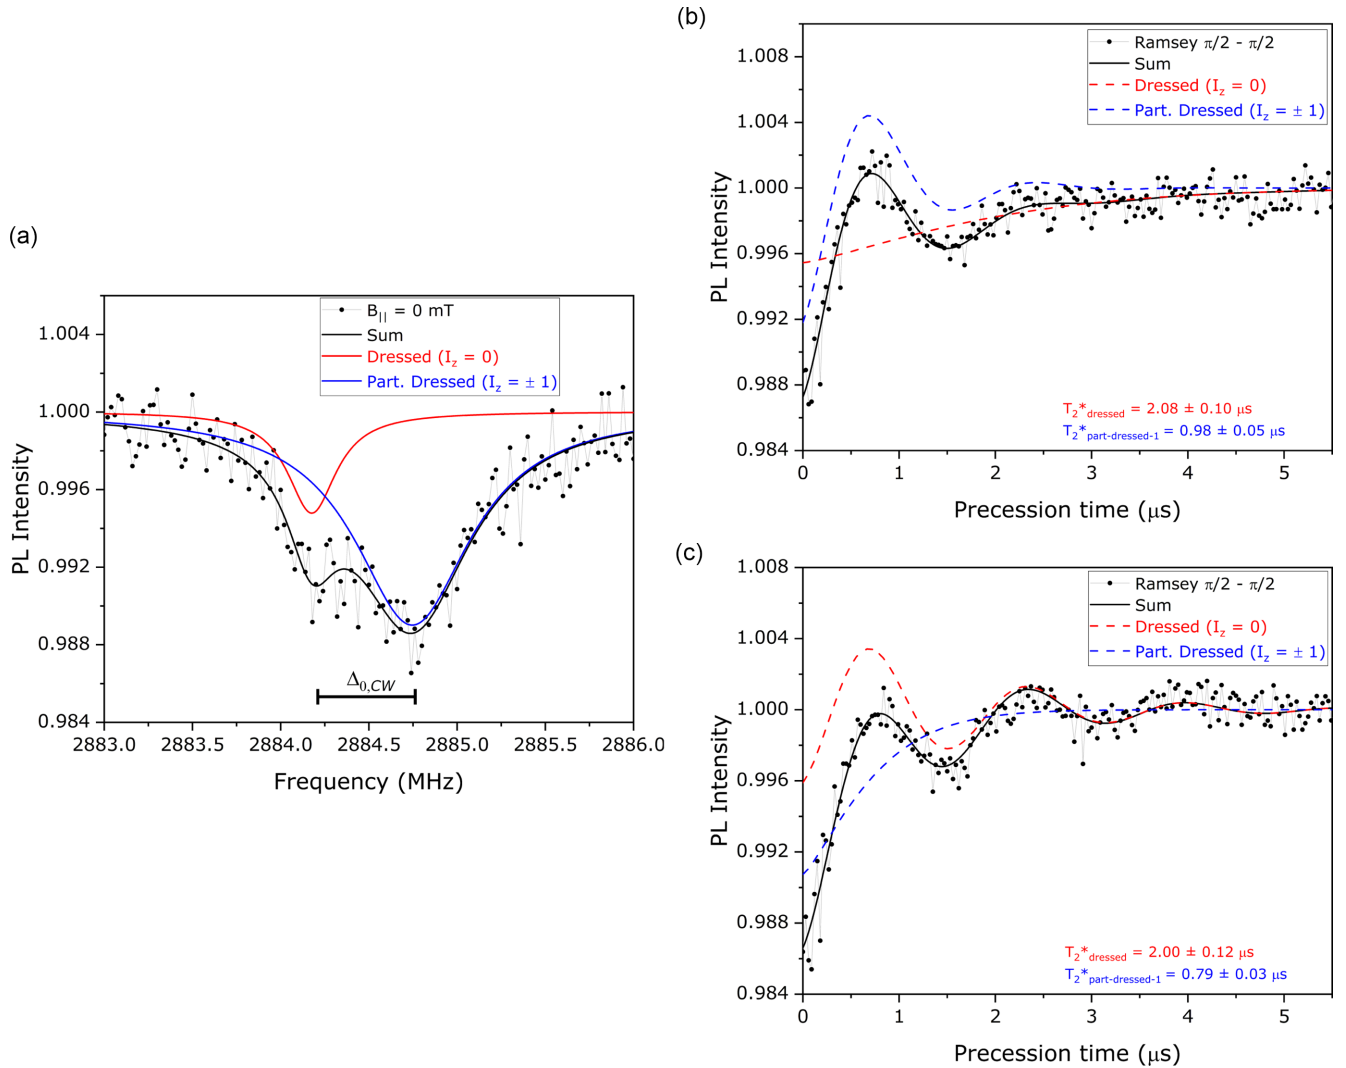 (a)
1.004
1.000
0.996
0.992
0.988
0.984
PL Intensity
B|| = 0 mT
Sum
Dressed (Iz = 0)
Part. Dressed (Iz = ± 1)
Δ0,CW
2883.0 2883.5 2884.0 2884.5 2885.0 2885.5 2886.0
Frequency (MHz)
(b)
1.008
1.004
1.000
0.996
0.992
0.988
0.984
PL Intensity
Ramsey π/2 - π/2
Sum
Dressed (Iz = 0)
Part. Dressed (Iz = ± 1)
T2*dressed = 2.08 ± 0.10 μs
T2*part-dressed-1 = 0.98 ± 0.05 μs
0 1 2 3 4 5
Precession time (μs)
(c)
1.008
1.004
1.000
0.996
0.992
0.988
0.984
PL Intensity
Ramsey π/2 - π/2
Sum
Dressed (Iz = 0)
Part. Dressed (Iz = ± 1)
T2*dressed = 2.00 ± 0.12 μs
T2*part-dressed-1 = 0.79 ± 0.03 μs
0 1 2 3 4 5
Precession time (μs)